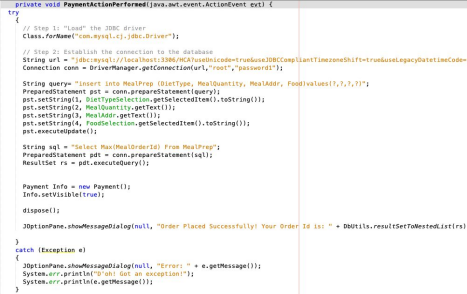 private void PaymentActionPerformed(java.awt.event.ActionEvent evt) {
try
{
// Step 1: "Load" the JDBC driver
Class.forName("com.mysql.cj.jdbc.Driver");
// Step 2: Establish the connection to the database
String url = "jdbc:mysql://localhost:3306/HCA?useUnicode=true&useJDBCCompliantTimezoneShift=true&useLegacyDatetimeCode=
Connection conn = DriverManager.getConnection(url,"root","password1");
String query= "insert into MealPrep (DietType, MealQuantity, MealAddr, Food)values(?,?,?,?)";
PreparedStatement pst = conn.prepareStatement(query);
pst.setString(1, DietTypeSelection.getSelectedItem().toString());
pst.setString(2, MealQuantity.getText());
pst.setString(3, MealAddr.getText());
pst.setString(4, FoodSelection.getSelectedItem().toString());
pst.executeUpdate();
String sql = "Select Max(MealOrderId) From MealPrep";
PreparedStatement pdt = conn.prepareStatement(sql);
ResultSet rs = pdt.executeQuery();
Payment Info = new Payment();
Info.setVisible(true);
dispose();
JOptionPane.showMessageDialog(null, "Order Placed Successfully! Your Order Id is: " + DbUtils.resultSetToNestedList(rs)
}
catch (Exception e)
{
JOptionPane.showMessageDialog(null, "Error: " + e.getMessage());
System.err.println("D'oh! Got an exception!");
System.err.println(e.getMessage());
}